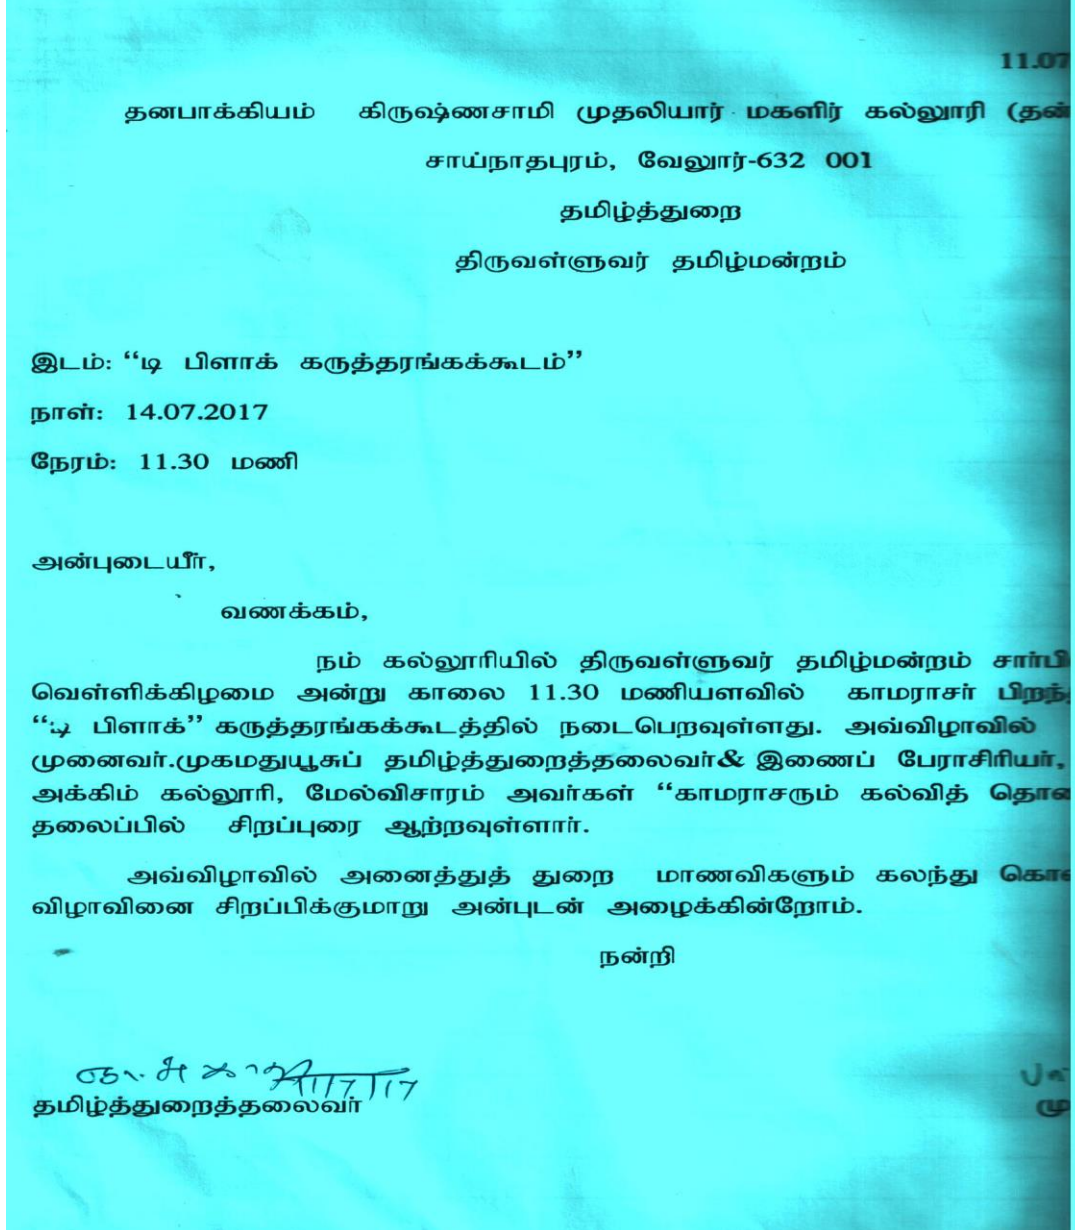 11.07
தனபாக்கியம் கிருஷ்ணசாமி முதலியார் மகளிர் கல்லூரி (தன்
சாய்நாதபுரம், வேலூர்-632 001
தமிழ்த்துறை
திருவள்ளுவர் தமிழ்மன்றம்
இடம்: “டி பிளாக் கருத்தரங்கக்கூடம்”
நாள்: 14.07.2017
நேரம்: 11.30 மணி
அன்புடையீர்,
வணக்கம்,
நம் கல்லூரியில் திருவள்ளுவர் தமிழ்மன்றம் சார்பி
வெள்ளிக்கிழமை அன்று காலை 11.30 மணியளவில் காமராசர் பிறந்
“டி பிளாக்” கருத்தரங்கக்கூடத்தில் நடைபெறவுள்ளது. அவ்விழாவில்
முனைவர்.முகமதுயூசுப் தமிழ்த்துறைத்தலைவர்& இணைப் பேராசிரியர்,
அக்கிம் கல்லூரி, மேல்விசாரம் அவர்கள் “காமராசரும் கல்வித் தொ
தலைப்பில் சிறப்புரை ஆற்றவுள்ளார்.
அவ்விழாவில் அனைத்துத் துறை மாணவிகளும் கலந்து கொ
விழாவினை சிறப்பிக்குமாறு அன்புடன் அழைக்கின்றோம்.
நன்றி
11/7/17
தமிழ்த்துறைத்தலைவர்
மு